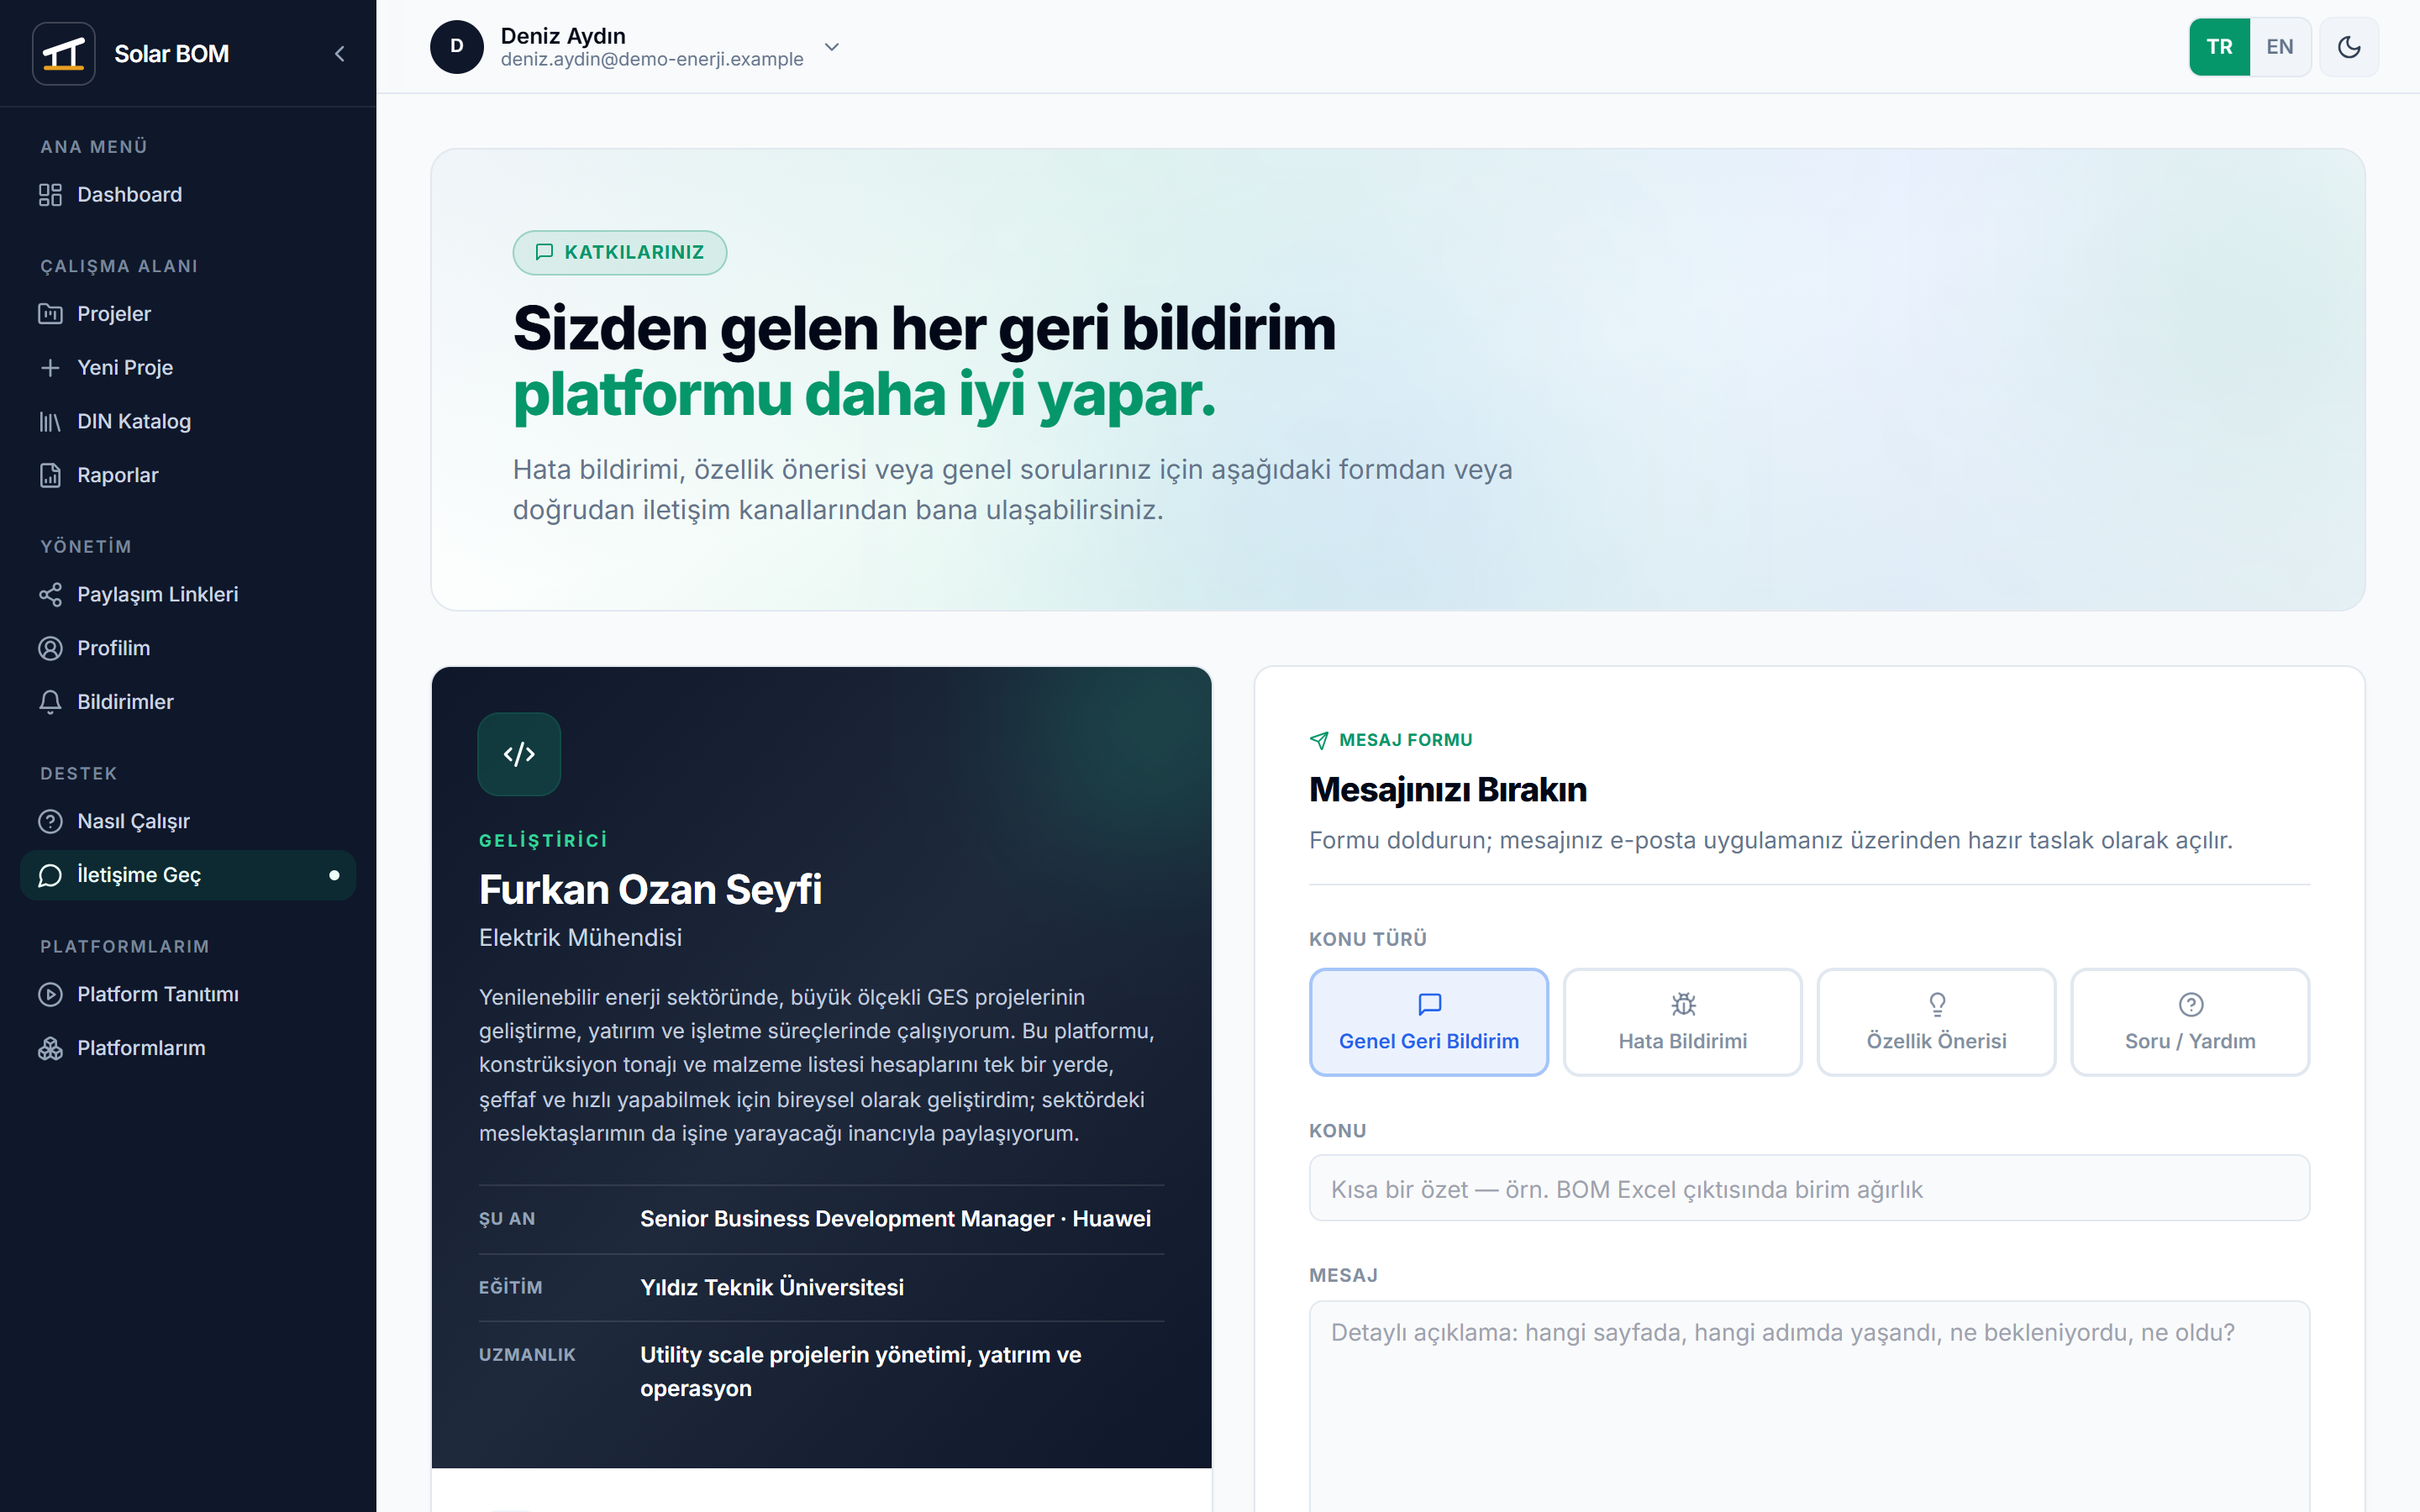 Solar BOM
ANA MENÜ
Dashboard
ÇALIŞMA ALANI
Projeler
Yeni Proje
DIN Katalog
Raporlar
YÖNETİM
Paylaşım Linkleri
Profilim
Bildirimler
DESTEK
Nasıl Çalışır
İletişime Geç
PLATFORMLARIM
Platform Tanıtımı
Platformlarım
D
Deniz Aydın
deniz.aydin@demo-enerji.example
TR
EN
KATKILARINIZ
Sizden gelen her geri bildirim
platformu daha iyi yapar.
Hata bildirimi, özellik önerisi veya genel sorularınız için aşağıdaki formdan veya
doğrudan iletişim kanallarından bana ulaşabilirsiniz.
GELİŞTİRİCİ
Furkan Ozan Seyfi
Elektrik Mühendisi
Yenilenebilir enerji sektöründe, büyük ölçekli GES projelerinin
geliştirme, yatırım ve işletme süreçlerinde çalışıyorum. Bu platformu,
konstrüksiyon tonajı ve malzeme listesi hesaplarını tek bir yerde,
şeffaf ve hızlı yapabilmek için bireysel olarak geliştirdim; sektördeki
meslektaşlarımın da işine yarayacağı inancıyla paylaşıyorum.
ŞU AN
Senior Business Development Manager · Huawei
EĞİTİM
Yıldız Teknik Üniversitesi
UZMANLIK
Utility scale projelerin yönetimi, yatırım ve
operasyon
MESAJ FORMU
Mesajınızı Bırakın
Formu doldurun; mesajınız e-posta uygulamanız üzerinden hazır taslak olarak açılır.
KONU TÜRÜ
Genel Geri Bildirim
Hata Bildirimi
Özellik Önerisi
Soru / Yardım
KONU
Kısa bir özet — örn. BOM Excel çıktısında birim ağırlık
MESAJ
Detaylı açıklama: hangi sayfada, hangi adımda yaşandı, ne bekleniyordu, ne oldu?